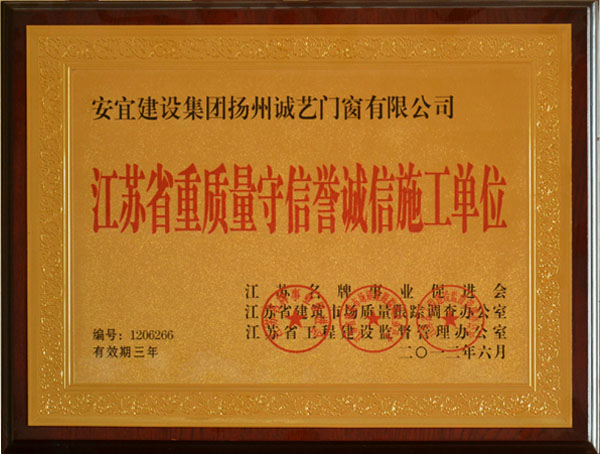 安宜建设集团扬州诚艺门窗有限公司
江苏省重质量守信誉诚信施工单位
江苏名牌事业促进会
江苏省建筑市场质量跟踪调查办公室
江苏省工程建设监督管理办公室
编号：1206266
有效期三年
二〇一二年六月